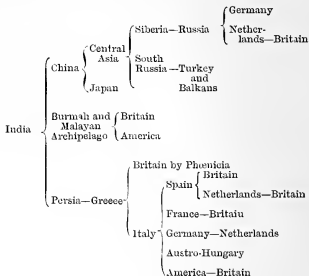 Germany
Siberia—Russia
Nether-
lands—Britain
Central
Asia
South
Russia—Turkey
and
Balkans
China
Japan
India
Burmah and
Malayan
Archipelago
Britain
America
Britain by Phœnicia
Spain
Britain
Netherlands—Britain
Persia—Greece
France—Britaiu
Italy
Germany—Netherlands
Austro-Hungary
America—Britain